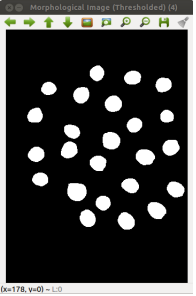 Morphological Image (Thresholded) (4)
(x=178, y=0) ~ L:0